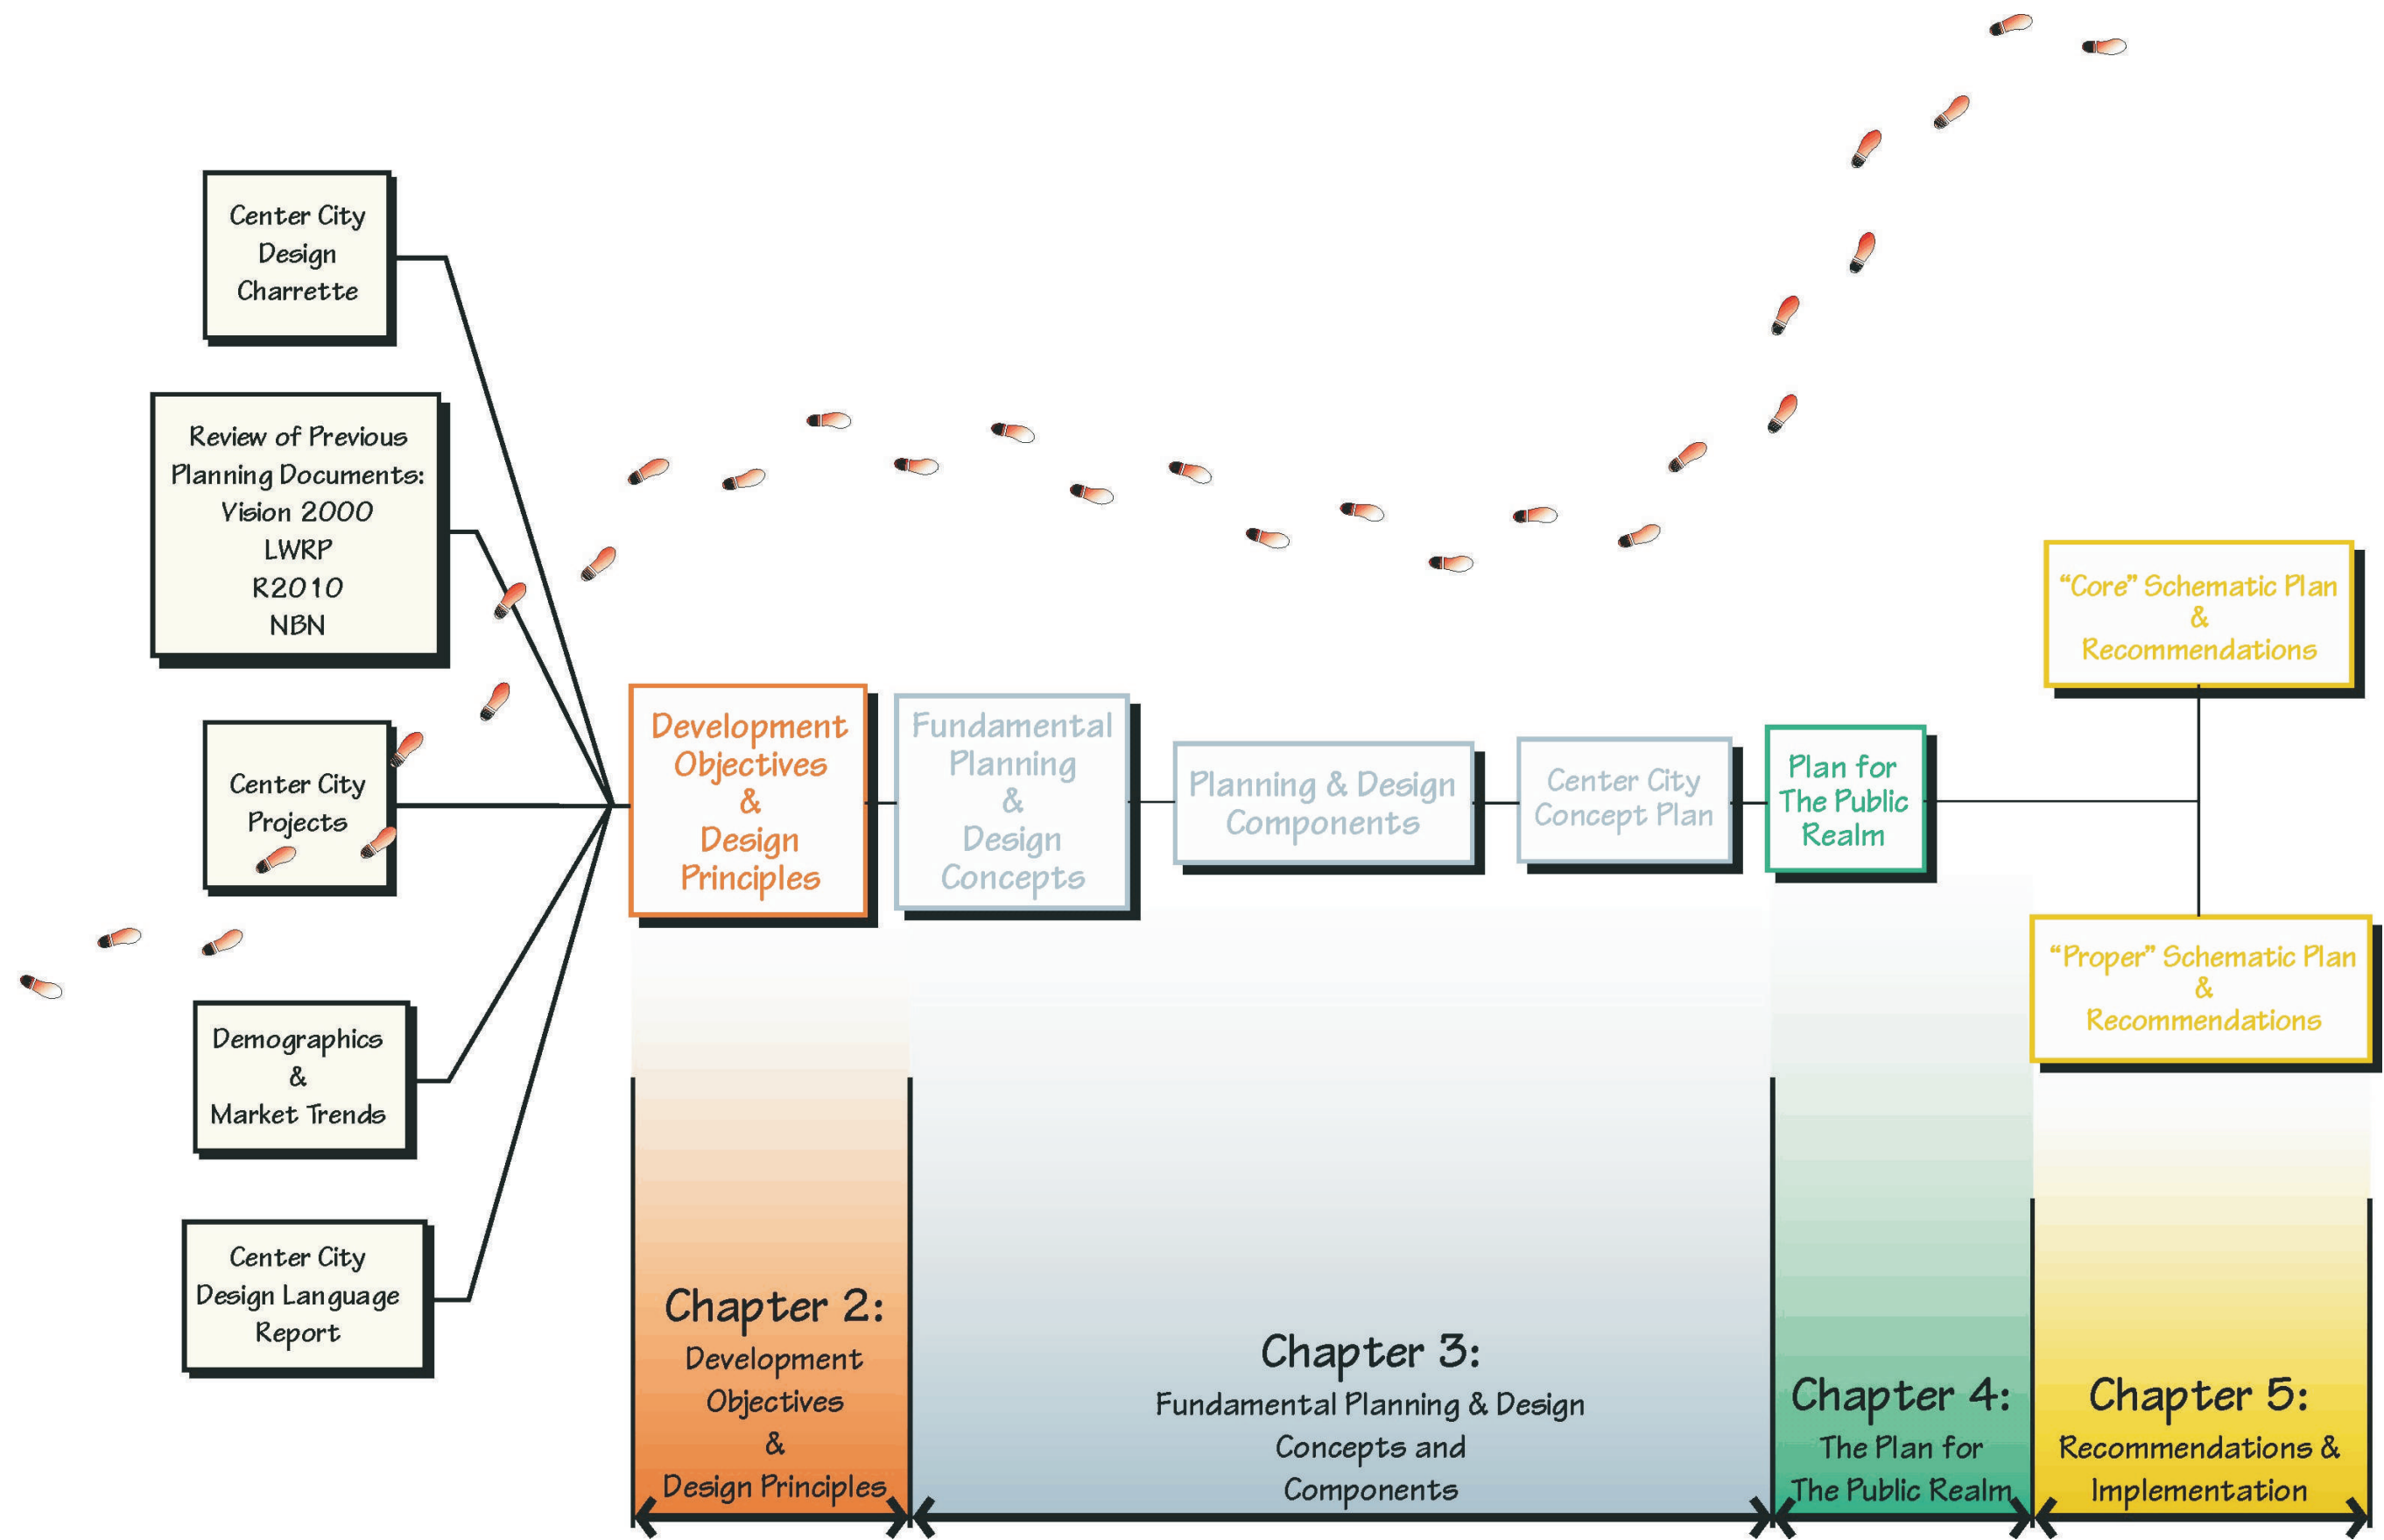 Center City
Design
Charrette
Review of Previous
Planning Documents:
Vision 2000
LWRP
R2010
NBN
Center City
Projects
Demographics
&
Market Trends
Center City
Design Language
Report
Development
Objectives
&
Design
Principles
Fundamental
Planning
&
Design
Concepts
Planning & Design
Components
Center City
Concept Plan
Plan for
The Public
Realm
“Core” Schematic Plan
&
Recommendations
“Proper” Schematic Plan
&
Recommendations
Chapter 2:
Development
Objectives
&
Design Principles
Chapter 3:
Fundamental Planning & Design
Concepts and
Components
Chapter 4:
The Plan for
The Public Realm
Chapter 5:
Recommendations &
Implementation